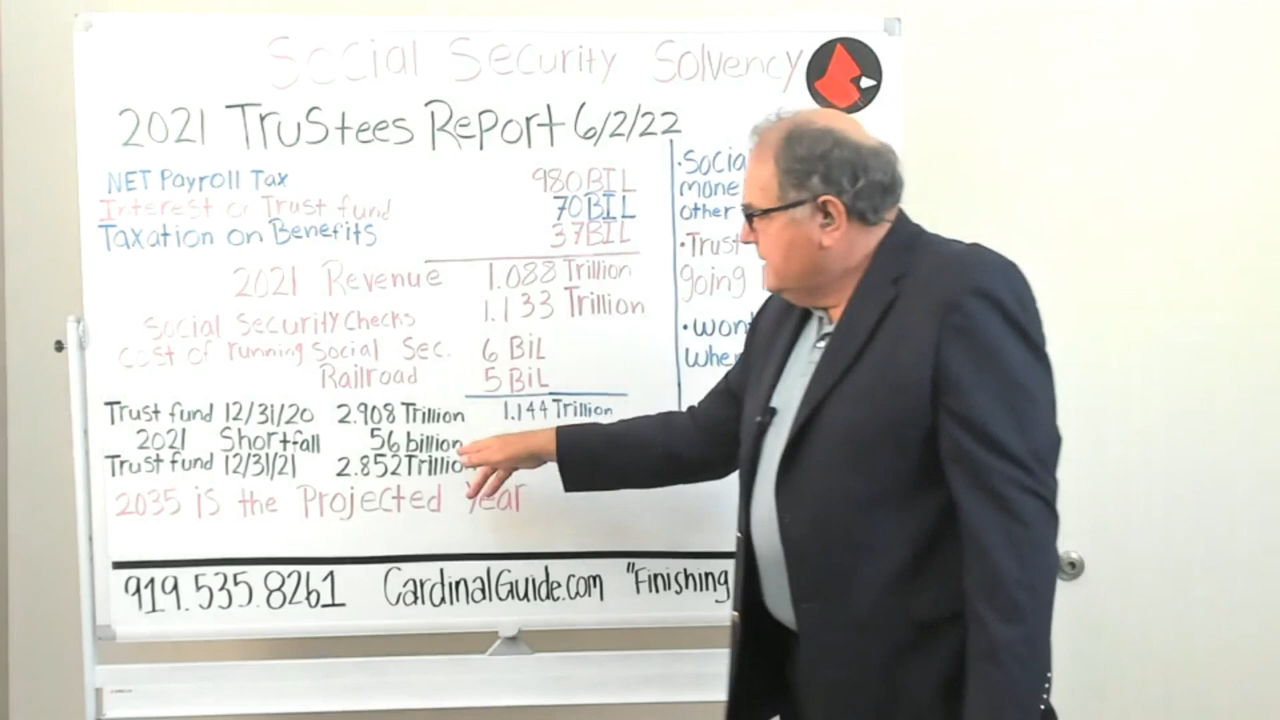 Social Security Solvency
2021 Trustees Report 6/2/22
NET Payroll Tax 980 BIL
Interest on Trust fund 70 BIL
Taxation on Benefits 37 BIL
2021 Revenue 1.088 Trillion
Social Security Checks 1.133 Trillion
Cost of running Social Sec. 6 BiL
Railroad 5 BiL
1.144 Trillion
Trust fund 12/31/20 2.908 Trillion
2021 Shortfall 56 billion
Trust fund 12/31/21 2.852 Trillio
2035 is the Projected Year
• Socia
mone
other
• Trust
going
• Won
Whe
919.535.8261 CardinalGuide.com "Finishing